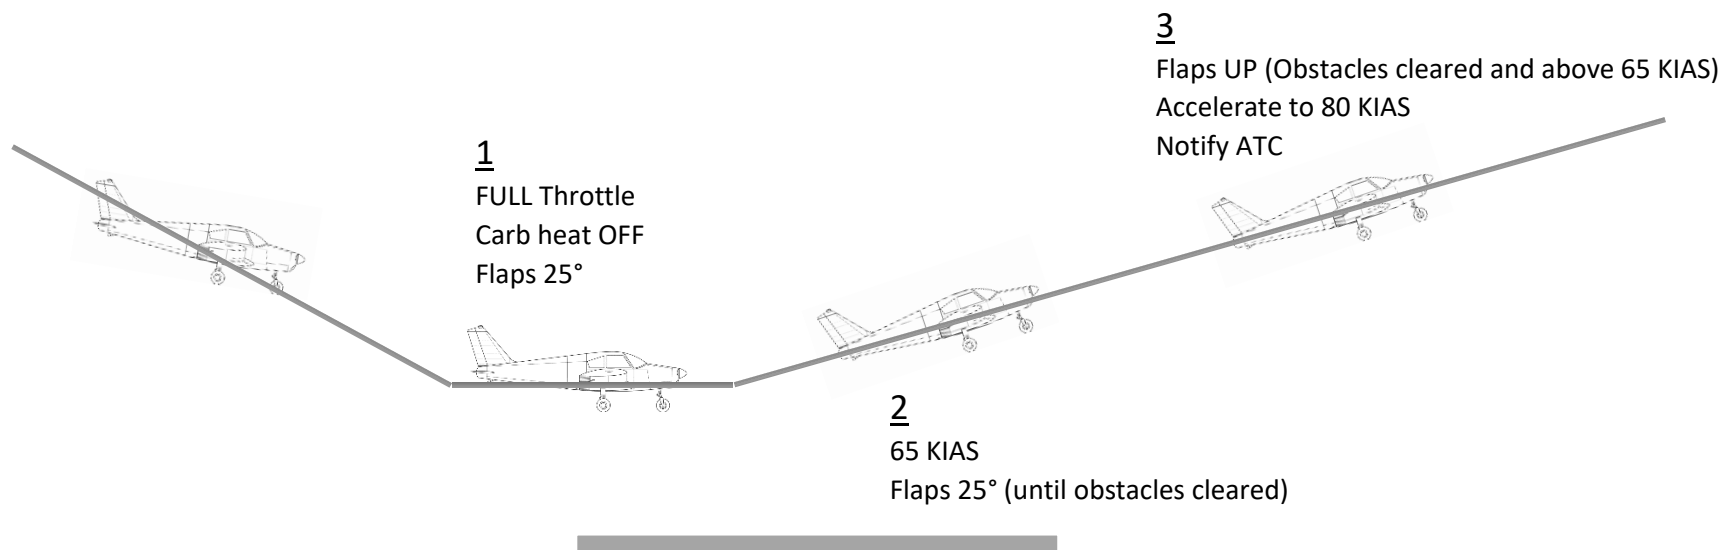 1
FULL Throttle
Carb heat OFF
Flaps 25°
2
65 KIAS
Flaps 25° (until obstacles cleared)
3
Flaps UP (Obstacles cleared and above 65 KIAS)
Accelerate to 80 KIAS
Notify ATC